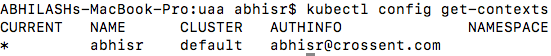 ABHILASHs-MacBook-Pro:uaa abhisr$ kubectl config get-contexts
CURRENT   NAME      CLUSTER   AUTHINFO              NAMESPACE
*         abhisr    default   abhisr@crossent.com